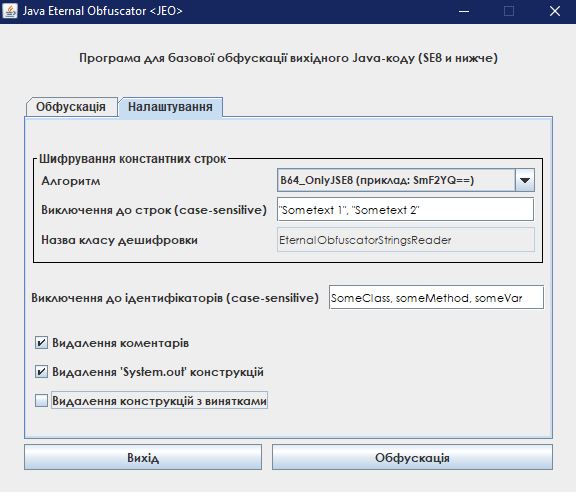 Java Eternal Obfuscator <JEO>
Програма для базової обфускації вихідного Java-коду (SE8 и нижче)
Обфускація Налаштування
Шифрування константних строк
Алгоритм B64_OnlyJSE8 (приклад: SmF2YQ==)
Виключення до строк (case-sensitive) "Sometext 1", "Sometext 2"
Назва класу дешифровки EternalObfuscatorStringsReader
Виключення до ідентифікаторів (case-sensitive) SomeClass, someMethod, someVar
Видалення коментарів
Видалення 'System.out' конструкцій
Видалення конструкцій з винятками
Вихід Обфускація